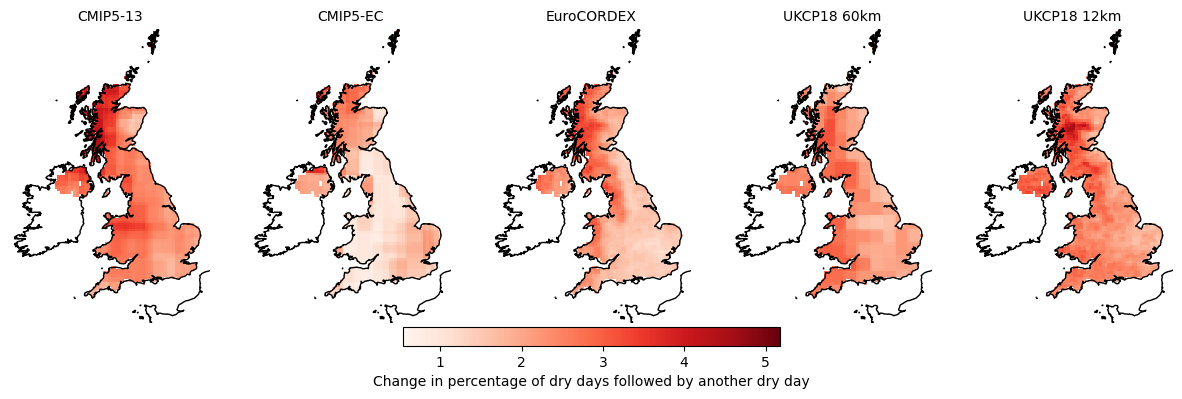 CMIP5-13 CMIP5-EC EuroCORDEX UKCP18 60km UKCP18 12km
1 2 3 4 5
Change in percentage of dry days followed by another dry day